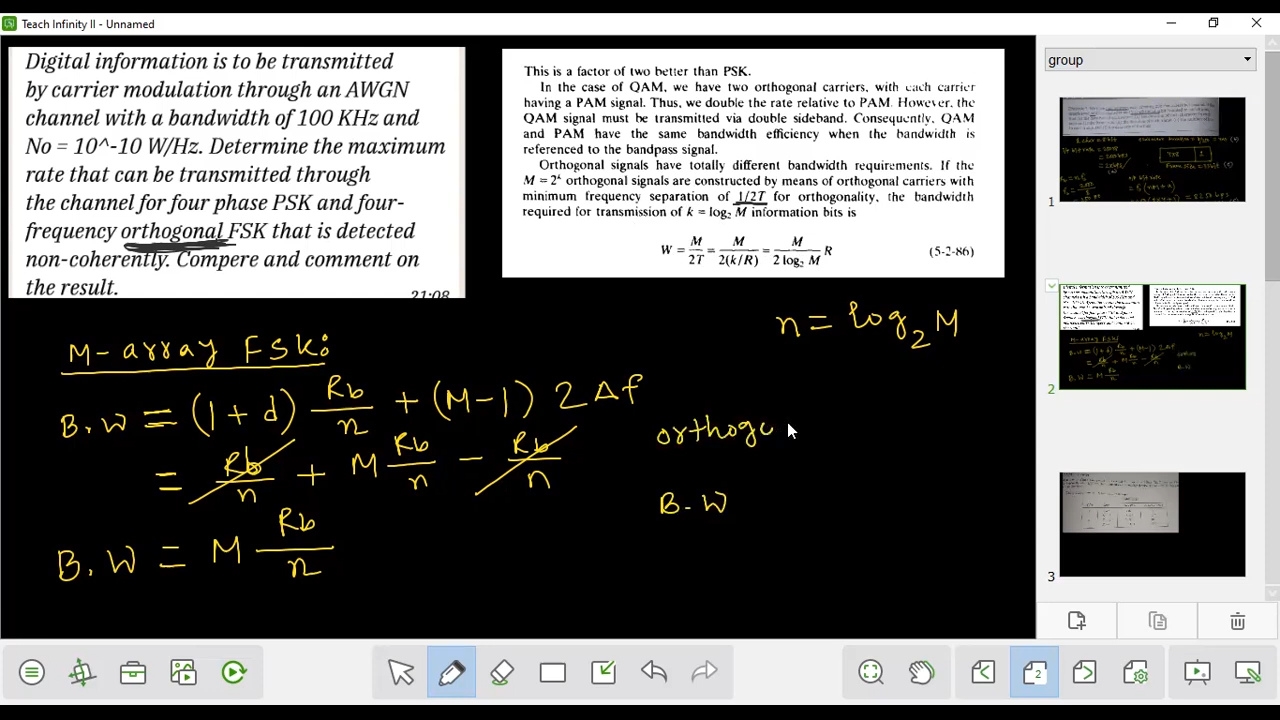 Teach Infinity II - Unnamed
Digital information is to be transmitted
by carrier modulation through an AWGN
channel with a bandwidth of 100 KHz and
No = 10^-10 W/Hz. Determine the maximum
rate that can be transmitted through
the channel for four phase PSK and four-
frequency orthogonal FSK that is detected
non-coherently. Compere and comment on
the result.
21:08
This is a factor of two better than PSK.
In the case of QAM, we have two orthogonal carriers, with each carrier
having a PAM signal. Thus, we double the rate relative to PAM. However, the
QAM signal must be transmitted via double sideband. Consequently, QAM
and PAM have the same bandwidth efficiency when the bandwidth is
referenced to the bandpass signal.
Orthogonal signals have totally different bandwidth requirements. If the
M = 2^k orthogonal signals are constructed by means of orthogonal carriers with
minimum frequency separation of 1/2T for orthogonality, the bandwidth
required for transmission of k = log₂ M information bits is
W = M/2T = M/2(k/R) = M/2 log₂ M R (5-2-86)
n = log₂ M
M-array FSK:
B.W = (1 + d) Rb/n + (M-1) 2 Δf
= Rb/n + M Rb/n - Rb/n
B.W = M Rb/n
orthogo
B.W
group
1
2
3
2